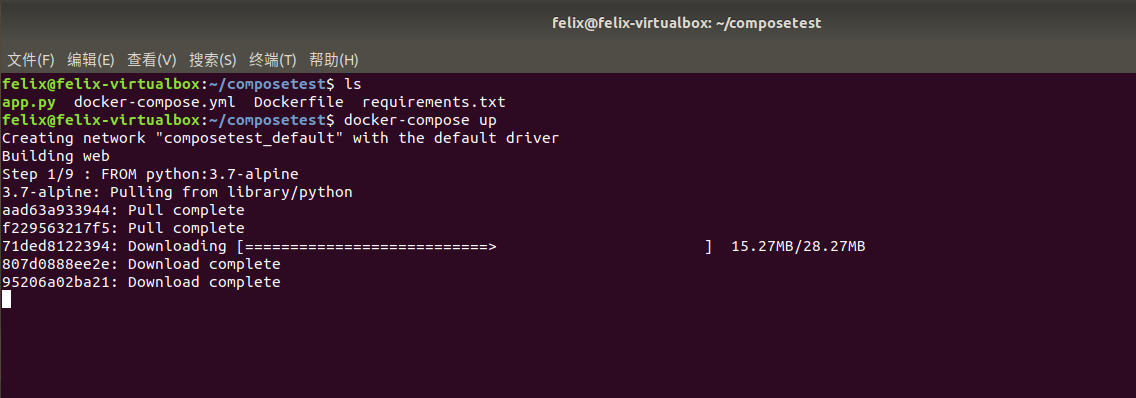 felix@felix-virtualbox: ~/composetest
文件(F) 编辑(E) 查看(V) 搜索(S) 终端(T) 帮助(H)
felix@felix-virtualbox:~/composetest$ ls
app.py  docker-compose.yml  Dockerfile  requirements.txt
felix@felix-virtualbox:~/composetest$ docker-compose up
Creating network "composetest_default" with the default driver
Building web
Step 1/9 : FROM python:3.7-alpine
3.7-alpine: Pulling from library/python
aad63a933944: Pull complete
f229563217f5: Pull complete
71ded8122394: Downloading [===========================>                       ]  15.27MB/28.27MB
807d0888ee2e: Download complete
95206a02ba21: Download complete